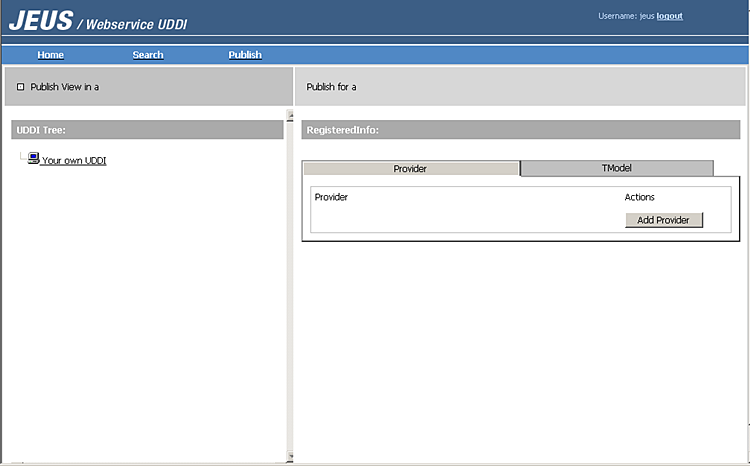 JEUS / Webservice UDDI
Username: jeus logout
Home Search Publish
Publish View in a
Publish for a
UDDI Tree:
RegisteredInfo:
Your own UDDI
Provider TModel
Provider Actions
Add Provider